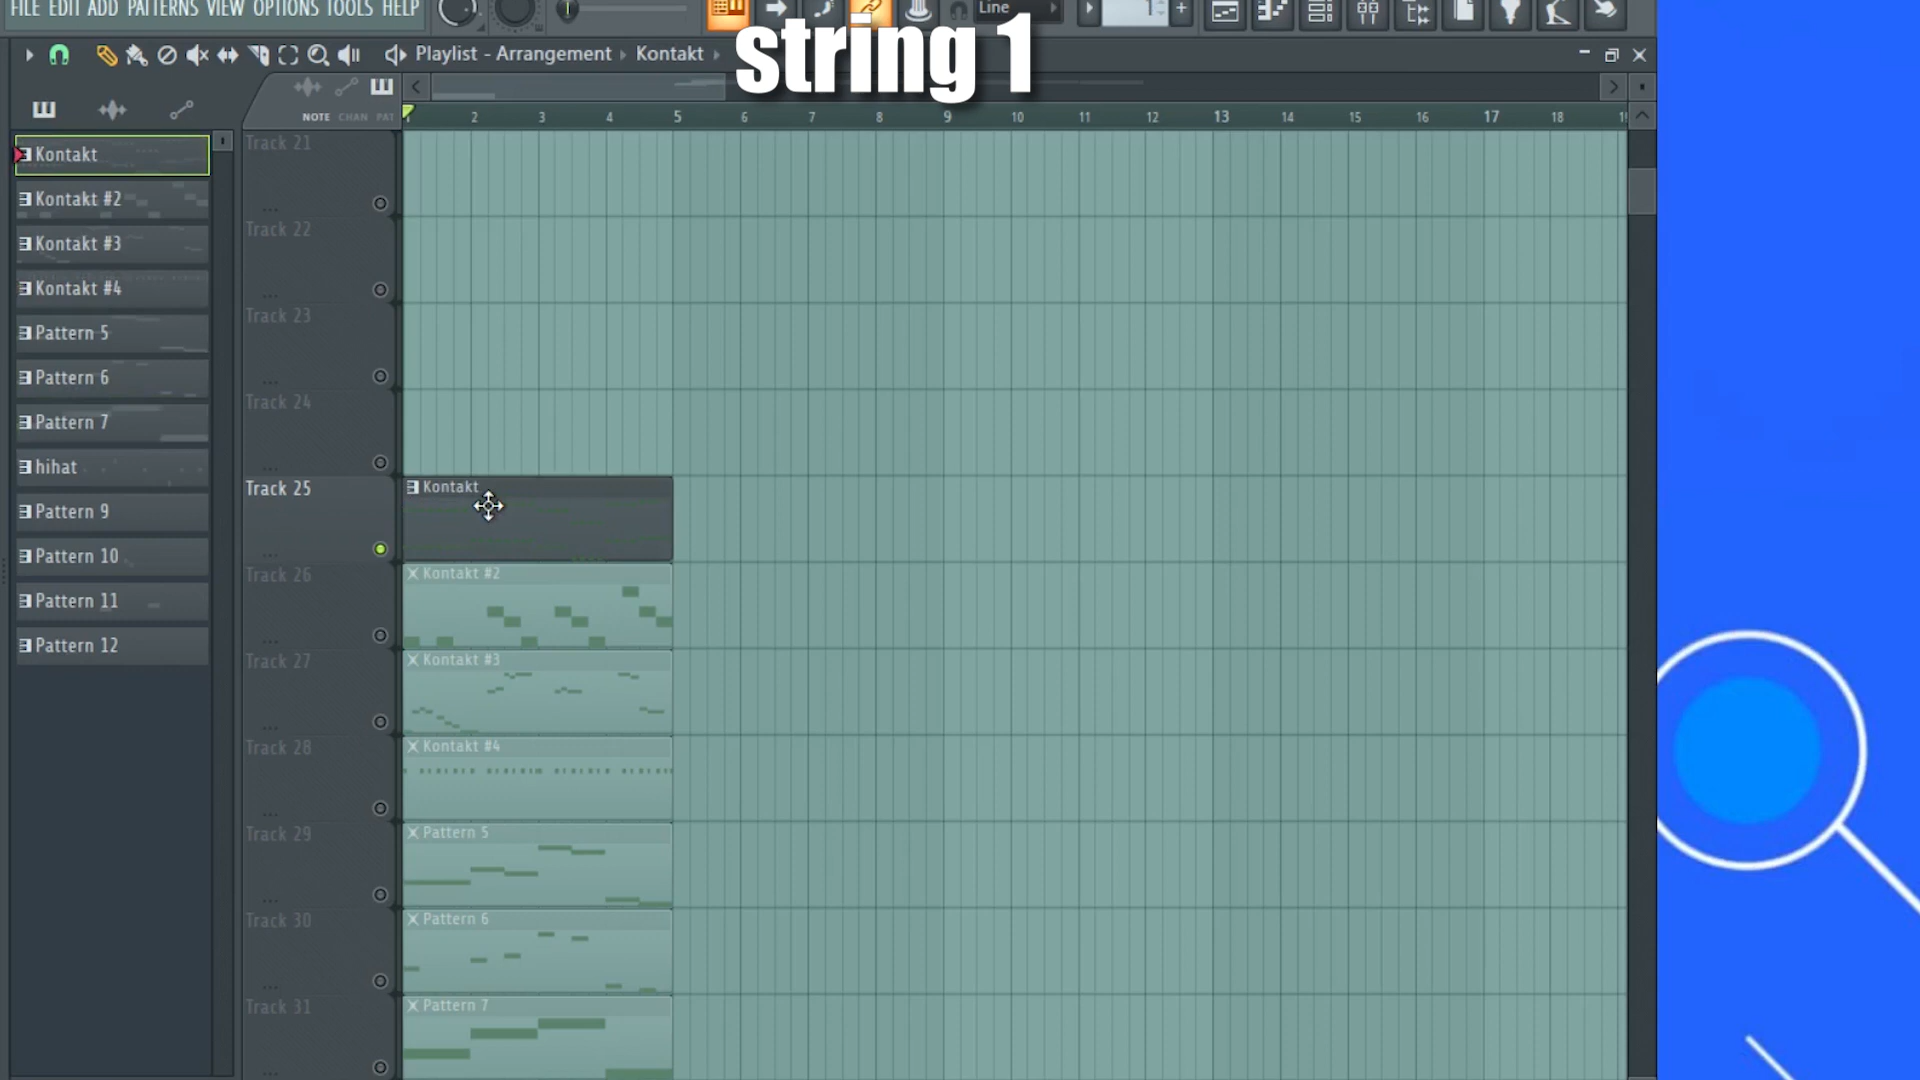 FILE EDIT ADD PATTERNS VIEW OPTIONS TOOLS HELP
Line
1
string 1
Playlist - Arrangement › Kontakt ›
NOTE CHAN PAT
2 3 4 5 6 7 8 9 10 11 12 13 14 15 16 17 18
Kontakt
Kontakt #2
Kontakt #3
Kontakt #4
Pattern 5
Pattern 6
Pattern 7
hihat
Pattern 9
Pattern 10
Pattern 11
Pattern 12
Track 21
Track 22
Track 23
Track 24
Track 25
Kontakt
Track 26
Kontakt #2
Track 27
Kontakt #3
Track 28
Kontakt #4
Track 29
Pattern 5
Track 30
Pattern 6
Track 31
Pattern 7